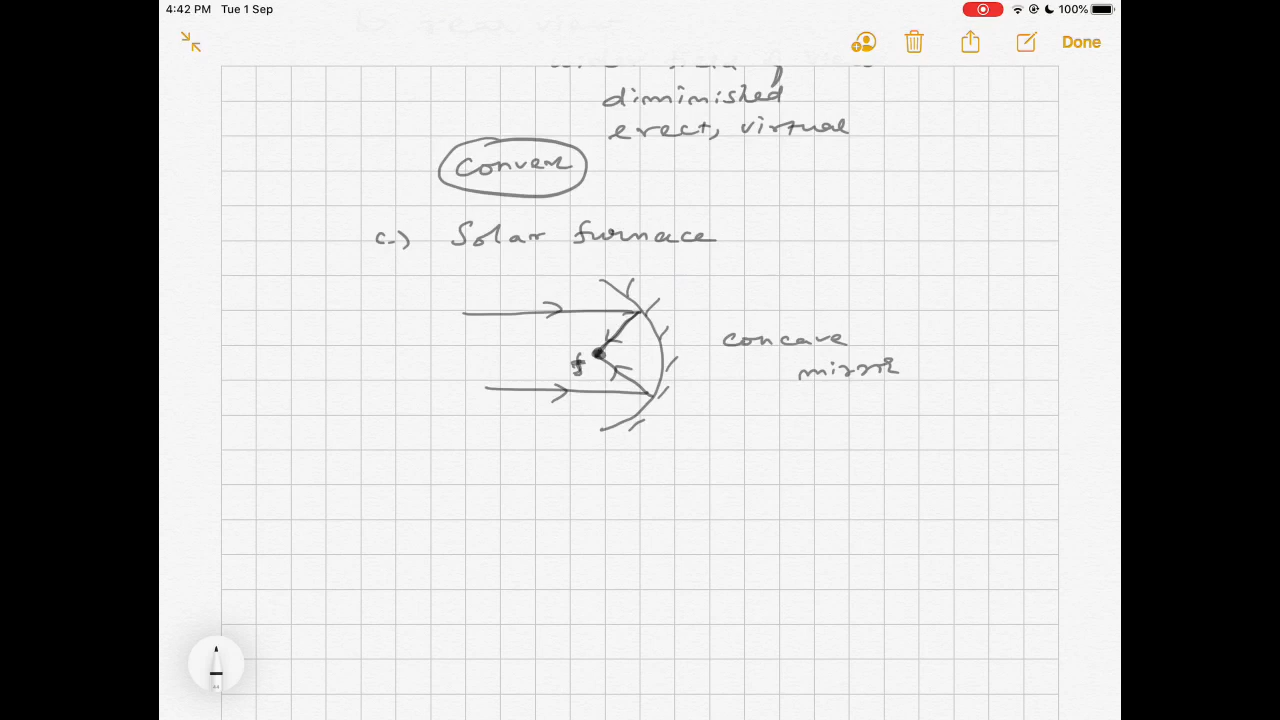 4:42 PM Tue 1 Sep
100%
Done
diminished
erect, virtual
Convex
c.) Solar furnace
f
concave
mirror